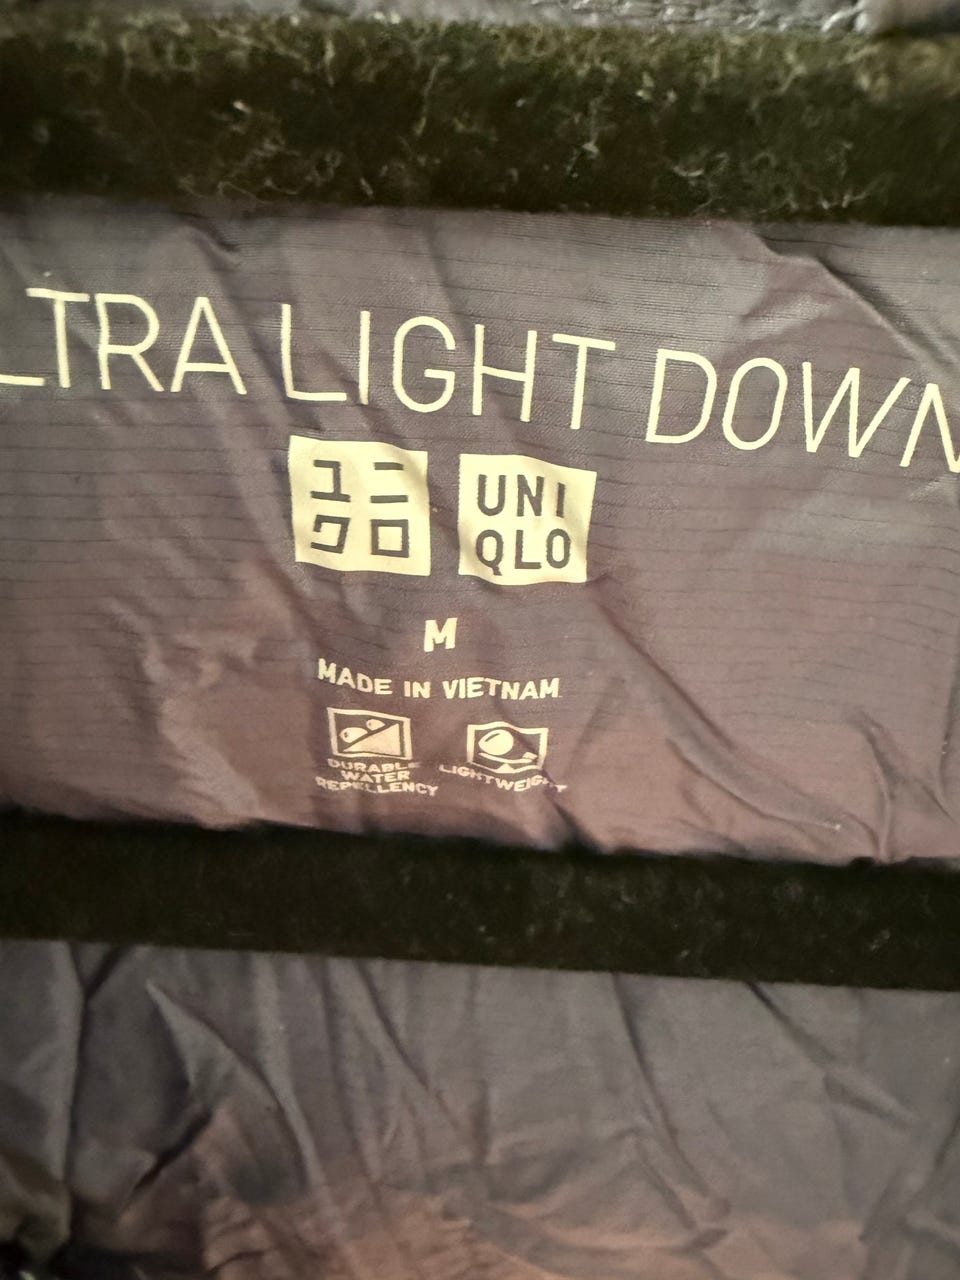 LTRA LIGHT DOWN
ユニ
クロ
UNI
QLO
M
MADE IN VIETNAM
DURABLE
WATER
REPELLENCY
LIGHTWEIGHT